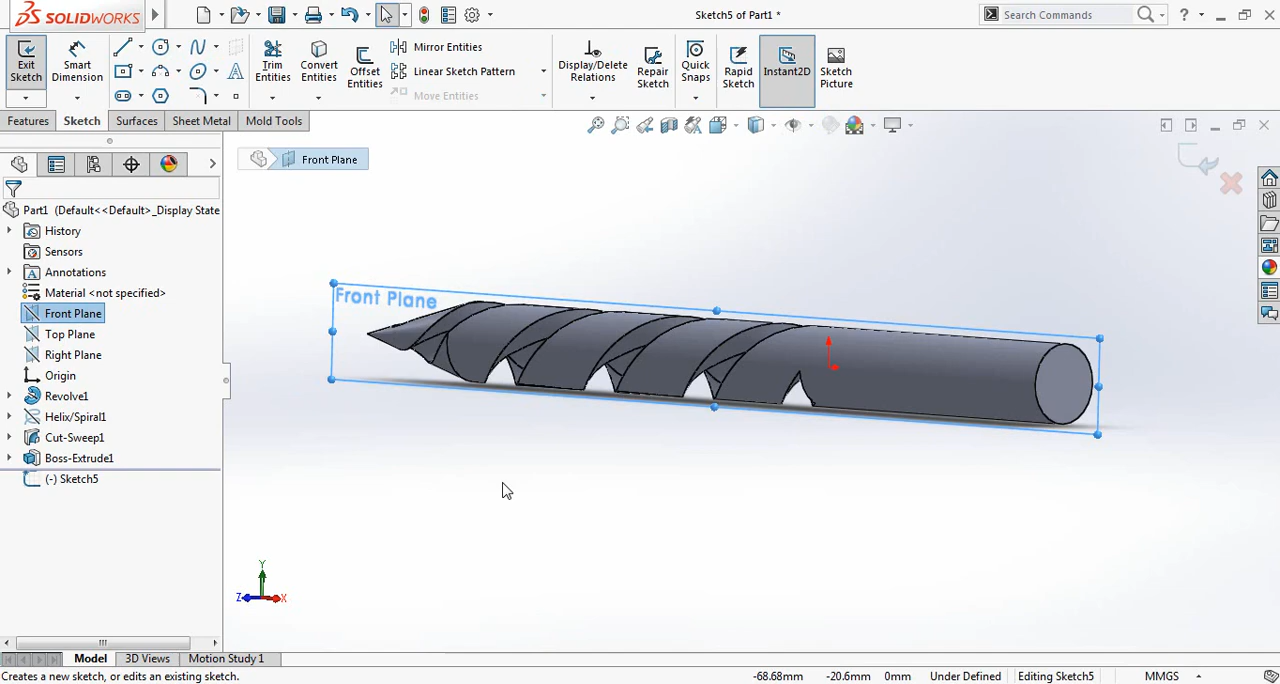 SOLIDWORKS
Sketch5 of Part1 *
Search Commands
?
Exit Sketch
Smart Dimension
Trim Entities
Convert Entities
Offset Entities
Mirror Entities
Linear Sketch Pattern
Move Entities
Display/Delete Relations
Repair Sketch
Quick Snaps
Rapid Sketch
Instant2D
Sketch Picture
Features
Sketch
Surfaces
Sheet Metal
Mold Tools
Front Plane
Part1 (Default<<Default>_Display State
History
Sensors
Annotations
Material <not specified>
Front Plane
Top Plane
Right Plane
Origin
Revolve1
Helix/Spiral1
Cut-Sweep1
Boss-Extrude1
(-) Sketch5
Front Plane
Y
Z
X
Model
3D Views
Motion Study 1
Creates a new sketch, or edits an existing sketch.
-68.68mm
-20.6mm
0mm
Under Defined
Editing Sketch5
MMGS